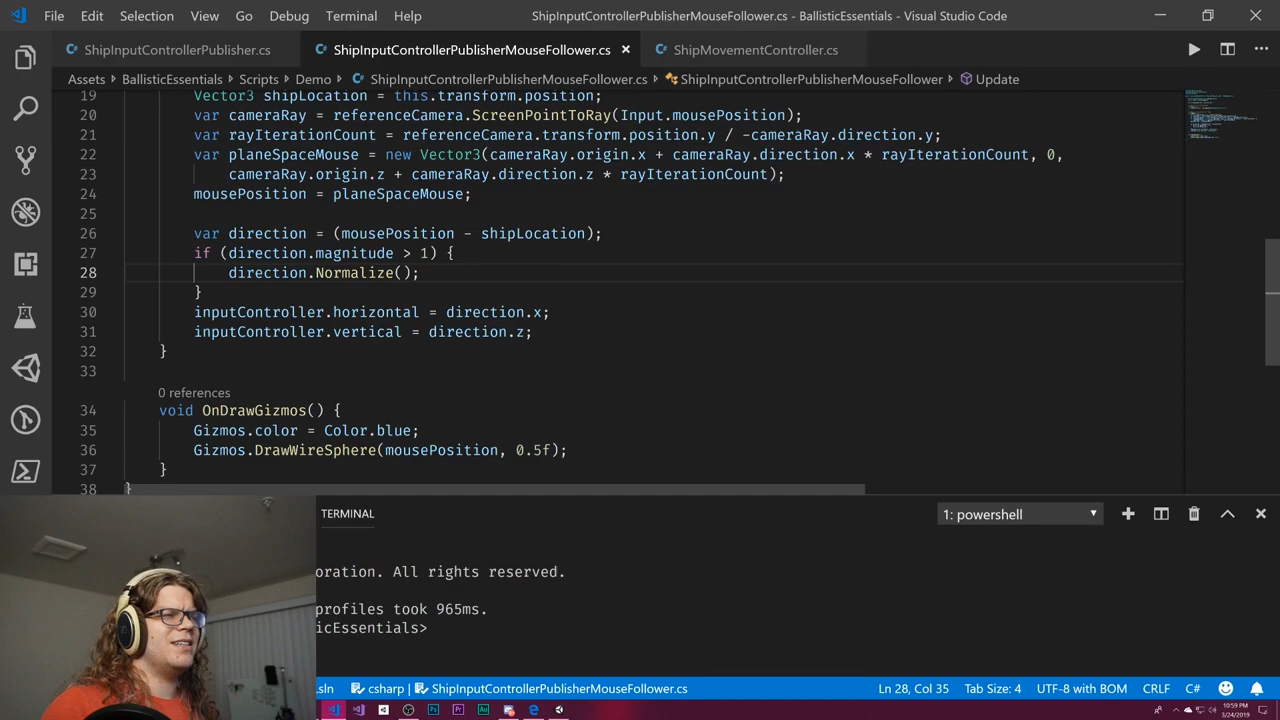 File Edit Selection View Go Debug Terminal Help
ShipInputControllerPublisherMouseFollower.cs - BallisticEssentials - Visual Studio Code
ShipInputControllerPublisher.cs
ShipInputControllerPublisherMouseFollower.cs
ShipMovementController.cs
Assets > BallisticEssentials > Scripts > Demo > ShipInputControllerPublisherMouseFollower.cs > ShipInputControllerPublisherMouseFollower > Update
19 Vector3 shipLocation = this.transform.position;
20 var cameraRay = referenceCamera.ScreenPointToRay(Input.mousePosition);
21 var rayIterationCount = referenceCamera.transform.position.y / -cameraRay.direction.y;
22 var planeSpaceMouse = new Vector3(cameraRay.origin.x + cameraRay.direction.x * rayIterationCount, 0,
23 cameraRay.origin.z + cameraRay.direction.z * rayIterationCount);
24 mousePosition = planeSpaceMouse;
25
26 var direction = (mousePosition - shipLocation);
27 if (direction.magnitude > 1) {
28 direction.Normalize();
29 }
30 inputController.horizontal = direction.x;
31 inputController.vertical = direction.z;
32 }
33
0 references
34 void OnDrawGizmos() {
35 Gizmos.color = Color.blue;
36 Gizmos.DrawWireSphere(mousePosition, 0.5f);
37 }
38 }
TERMINAL
1: powershell
oration. All rights reserved.
profiles took 965ms.
icEssentials>
.sln csharp | ShipInputControllerPublisherMouseFollower.cs
Ln 28, Col 35 Tab Size: 4 UTF-8 with BOM CRLF C#
10:59 PM
3/24/2019